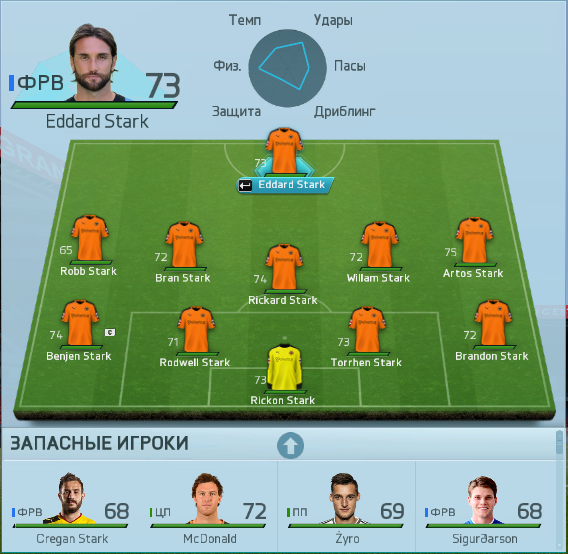 Темп Удары
ФРВ 73 Физ. Пасы
Защита Дриблинг
Eddard Stark
73
Eddard Stark
65 72 74 72 75
Robb Stark Bran Stark Rickard Stark Willam Stark Artos Stark
74 C 71 73 73 72
Benjen Stark Rodwell Stark Rickon Stark Torrhen Stark Brandon Stark
ЗАПАСНЫЕ ИГРОКИ
ФРВ 68 ЦП 72 ПП 69 ФРВ 68
Cregan Stark McDonald Żyro Sigurðarson